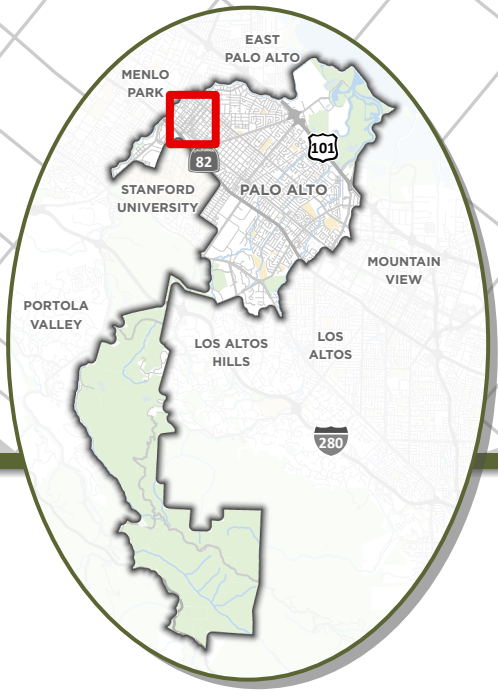 EAST
PALO ALTO
MENLO
PARK
101
82
STANFORD
UNIVERSITY
PALO ALTO
MOUNTAIN
VIEW
PORTOLA
VALLEY
LOS ALTOS
HILLS
LOS
ALTOS
280